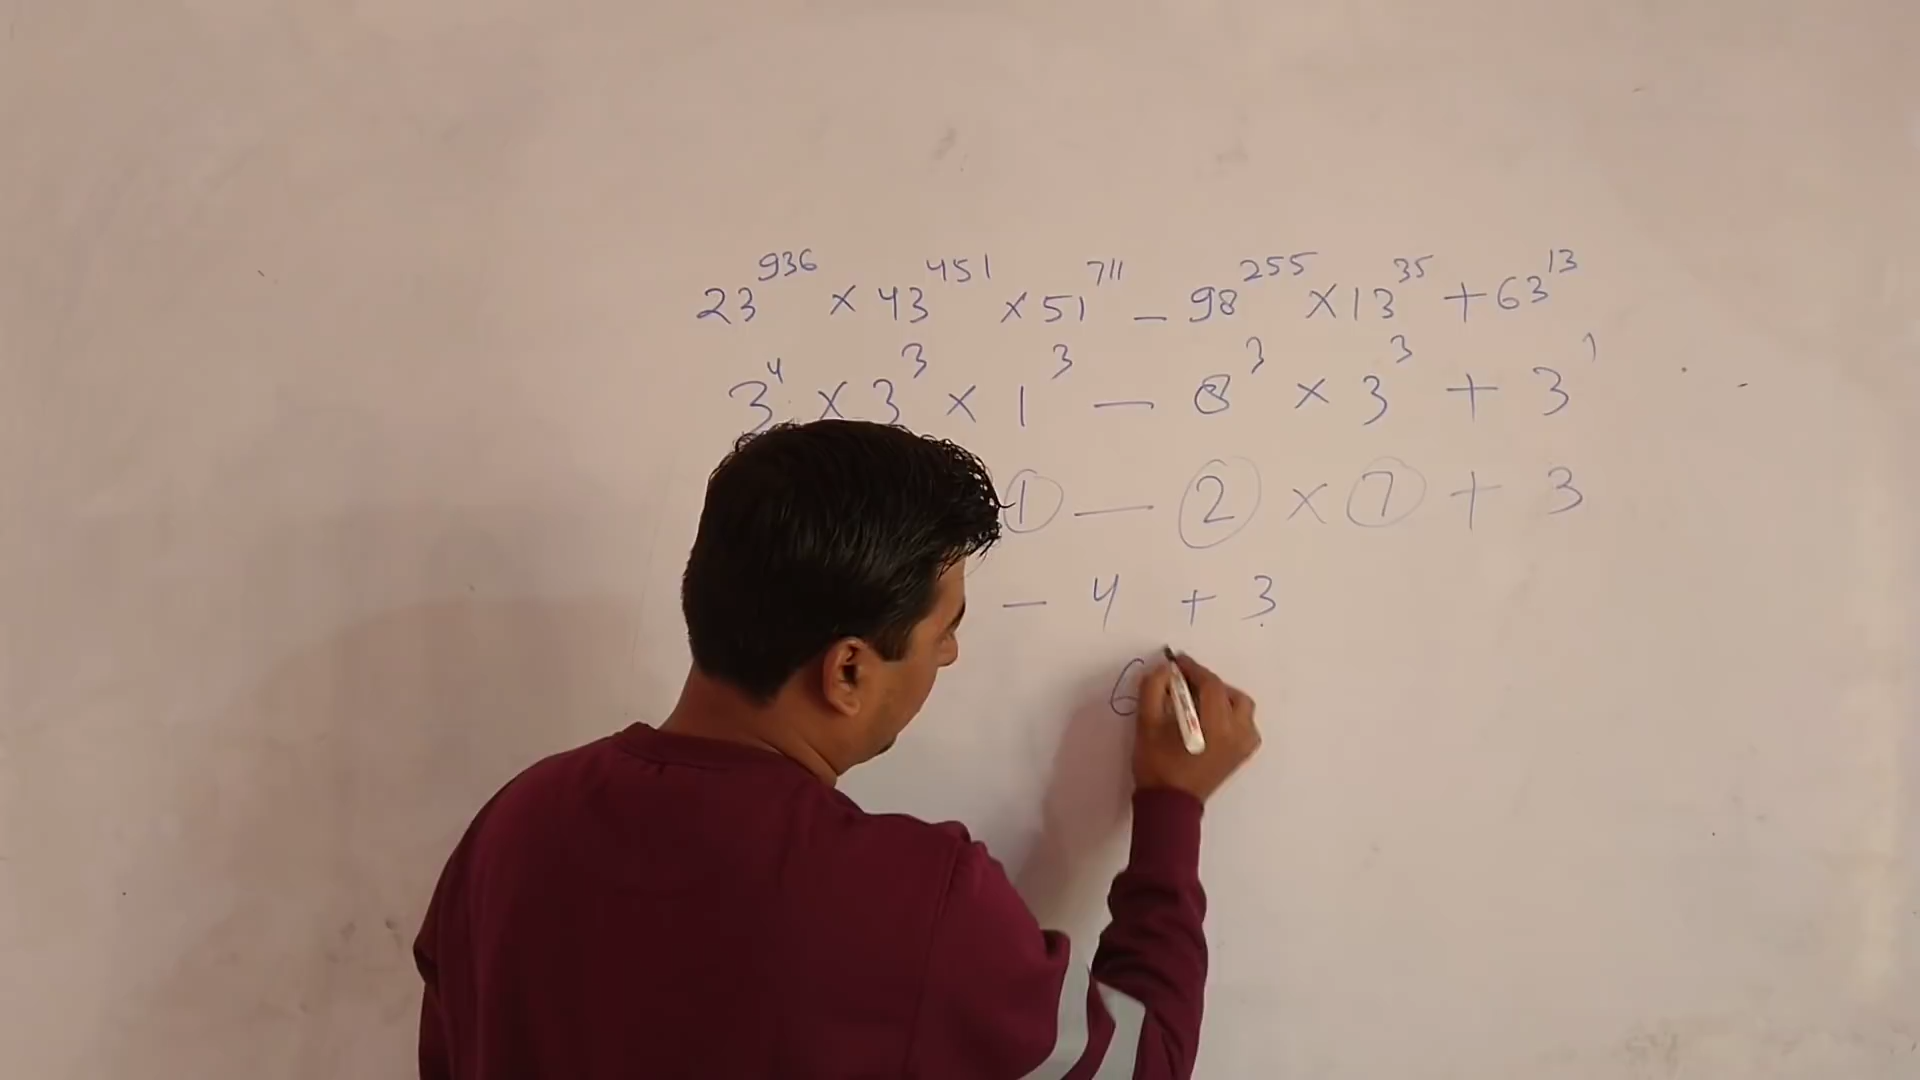 23^936 × 43^451 × 51^711 – 98^255 × 13^35 + 63^13
3^4 × 3^3 × 1^3 – 8^3 × 3^3 + 3^1
1 – 2 × 7 + 3
– 4 + 3
6